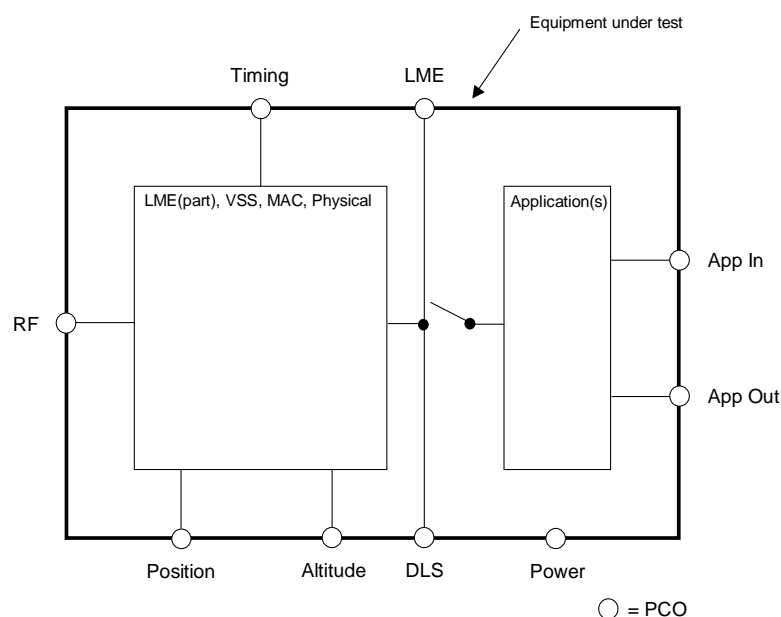 Equipment under test
Timing
LME
LME(part), VSS, MAC, Physical
Application(s)
App In
RF
App Out
Position
Altitude
DLS
Power
= PCO